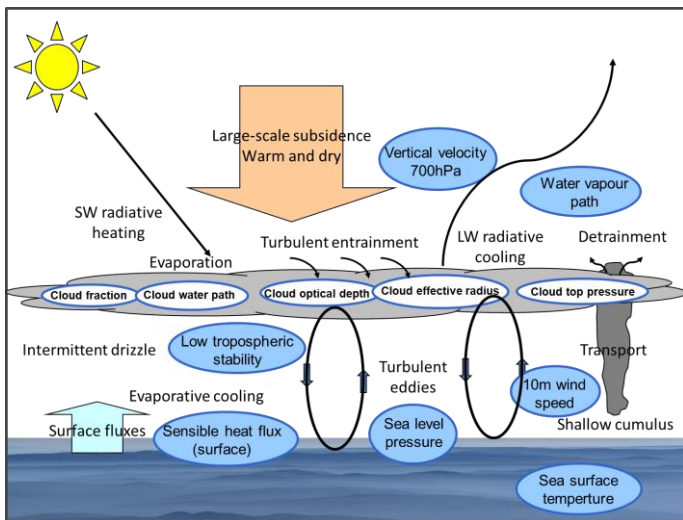 Large-scale subsidence
Warm and dry
Vertical velocity
700hPa
Water vapour
path
SW radiative
heating
Turbulent entrainment
LW radiative
cooling
Detrainment
Evaporation
Cloud fraction
Cloud water path
Cloud optical depth
Cloud effective radius
Cloud top pressure
Intermittent drizzle
Low tropospheric
stability
Turbulent
eddies
Transport
10m wind
speed
Evaporative cooling
Shallow cumulus
Surface fluxes
Sensible heat flux
(surface)
Sea level
pressure
Sea surface
temperture